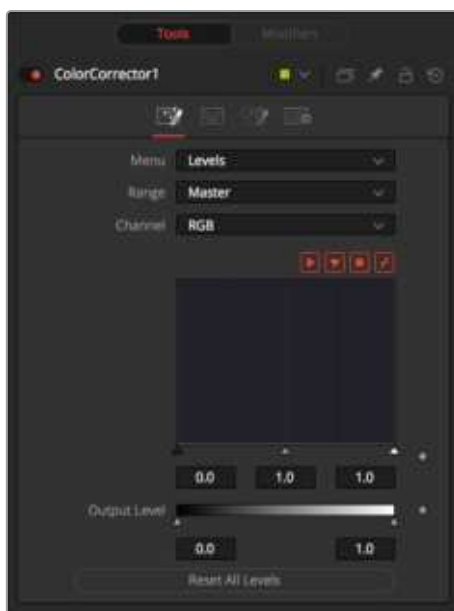 Tools Modifiers
ColorCorrector1
Menu Levels
Range Master
Channel RGB
0.0 1.0 1.0
Output Level
0.0 1.0
Reset All Levels